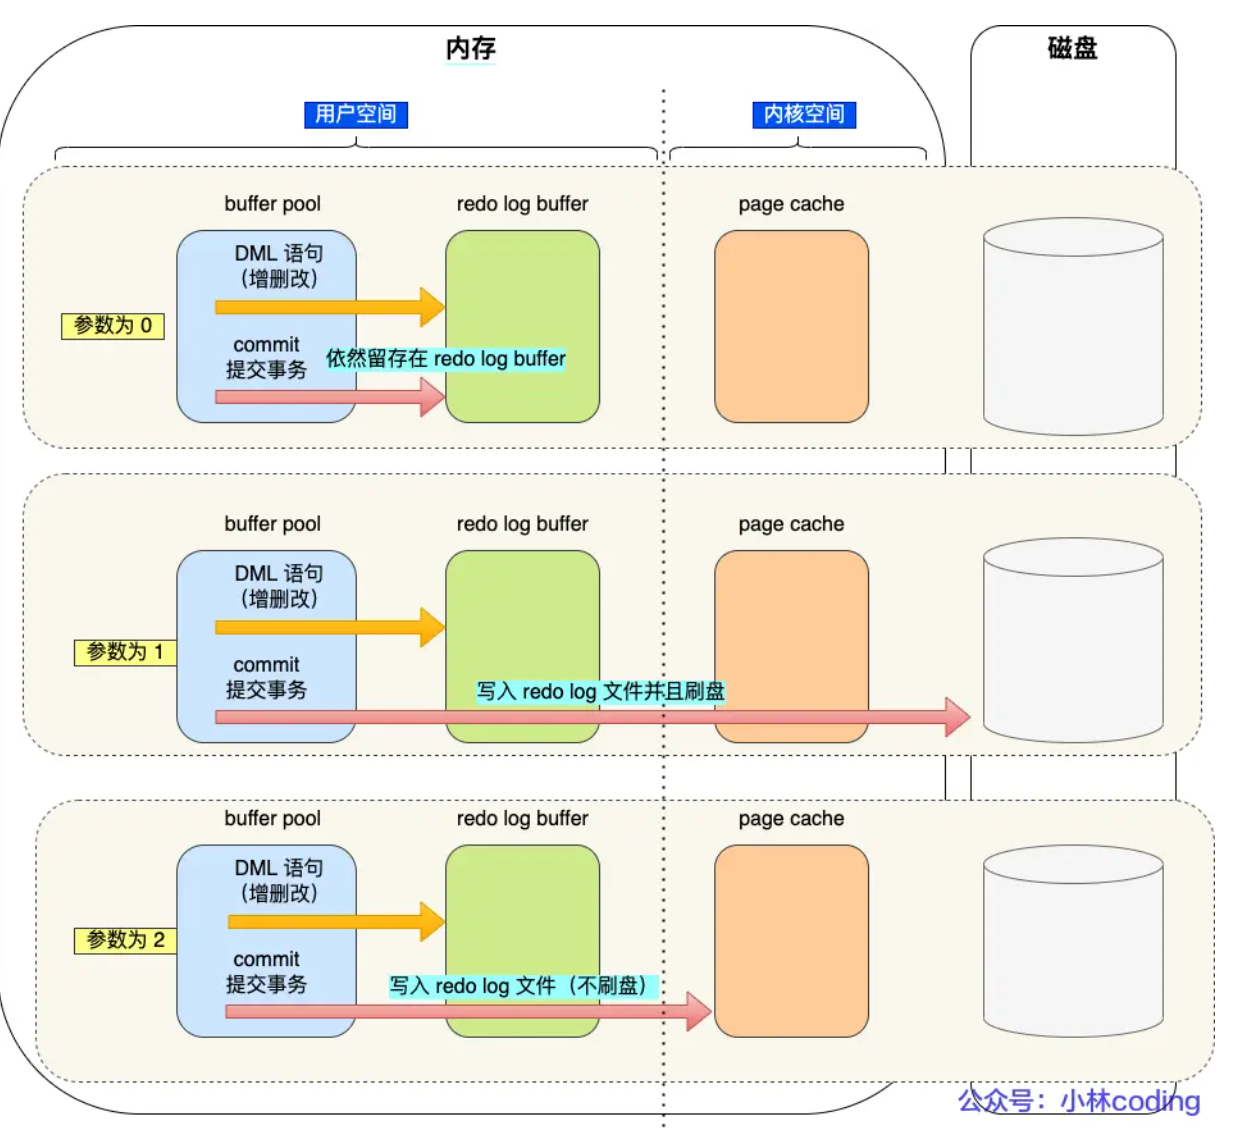 内存
磁盘
用户空间
内核空间
buffer pool
redo log buffer
page cache
DML 语句
（增删改）
参数为 0
commit
提交事务
依然留存在 redo log buffer
buffer pool
redo log buffer
page cache
DML 语句
（增删改）
参数为 1
commit
提交事务
写入 redo log 文件并且刷盘
buffer pool
redo log buffer
page cache
DML 语句
（增删改）
参数为 2
commit
提交事务
写入 redo log 文件（不刷盘）
公众号：小林coding